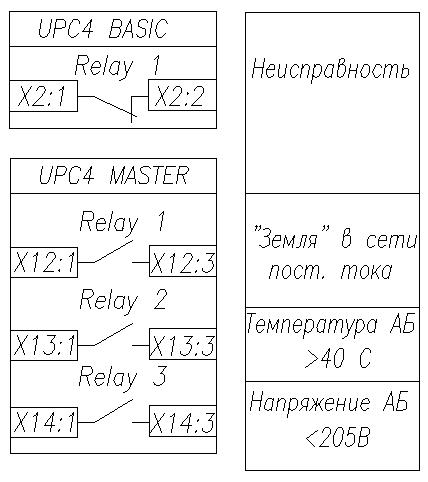 UPC4 BASIC
Relay 1
X2:1 X2:2
Неисправность
UPC4 MASTER
Relay 1
X12:1 X12:3
"Земля" в сети
пост. тока
Relay 2
X13:1 X13:3
Температура АБ
>40 С
Relay 3
X14:1 X14:3
Напряжение АБ
<205В